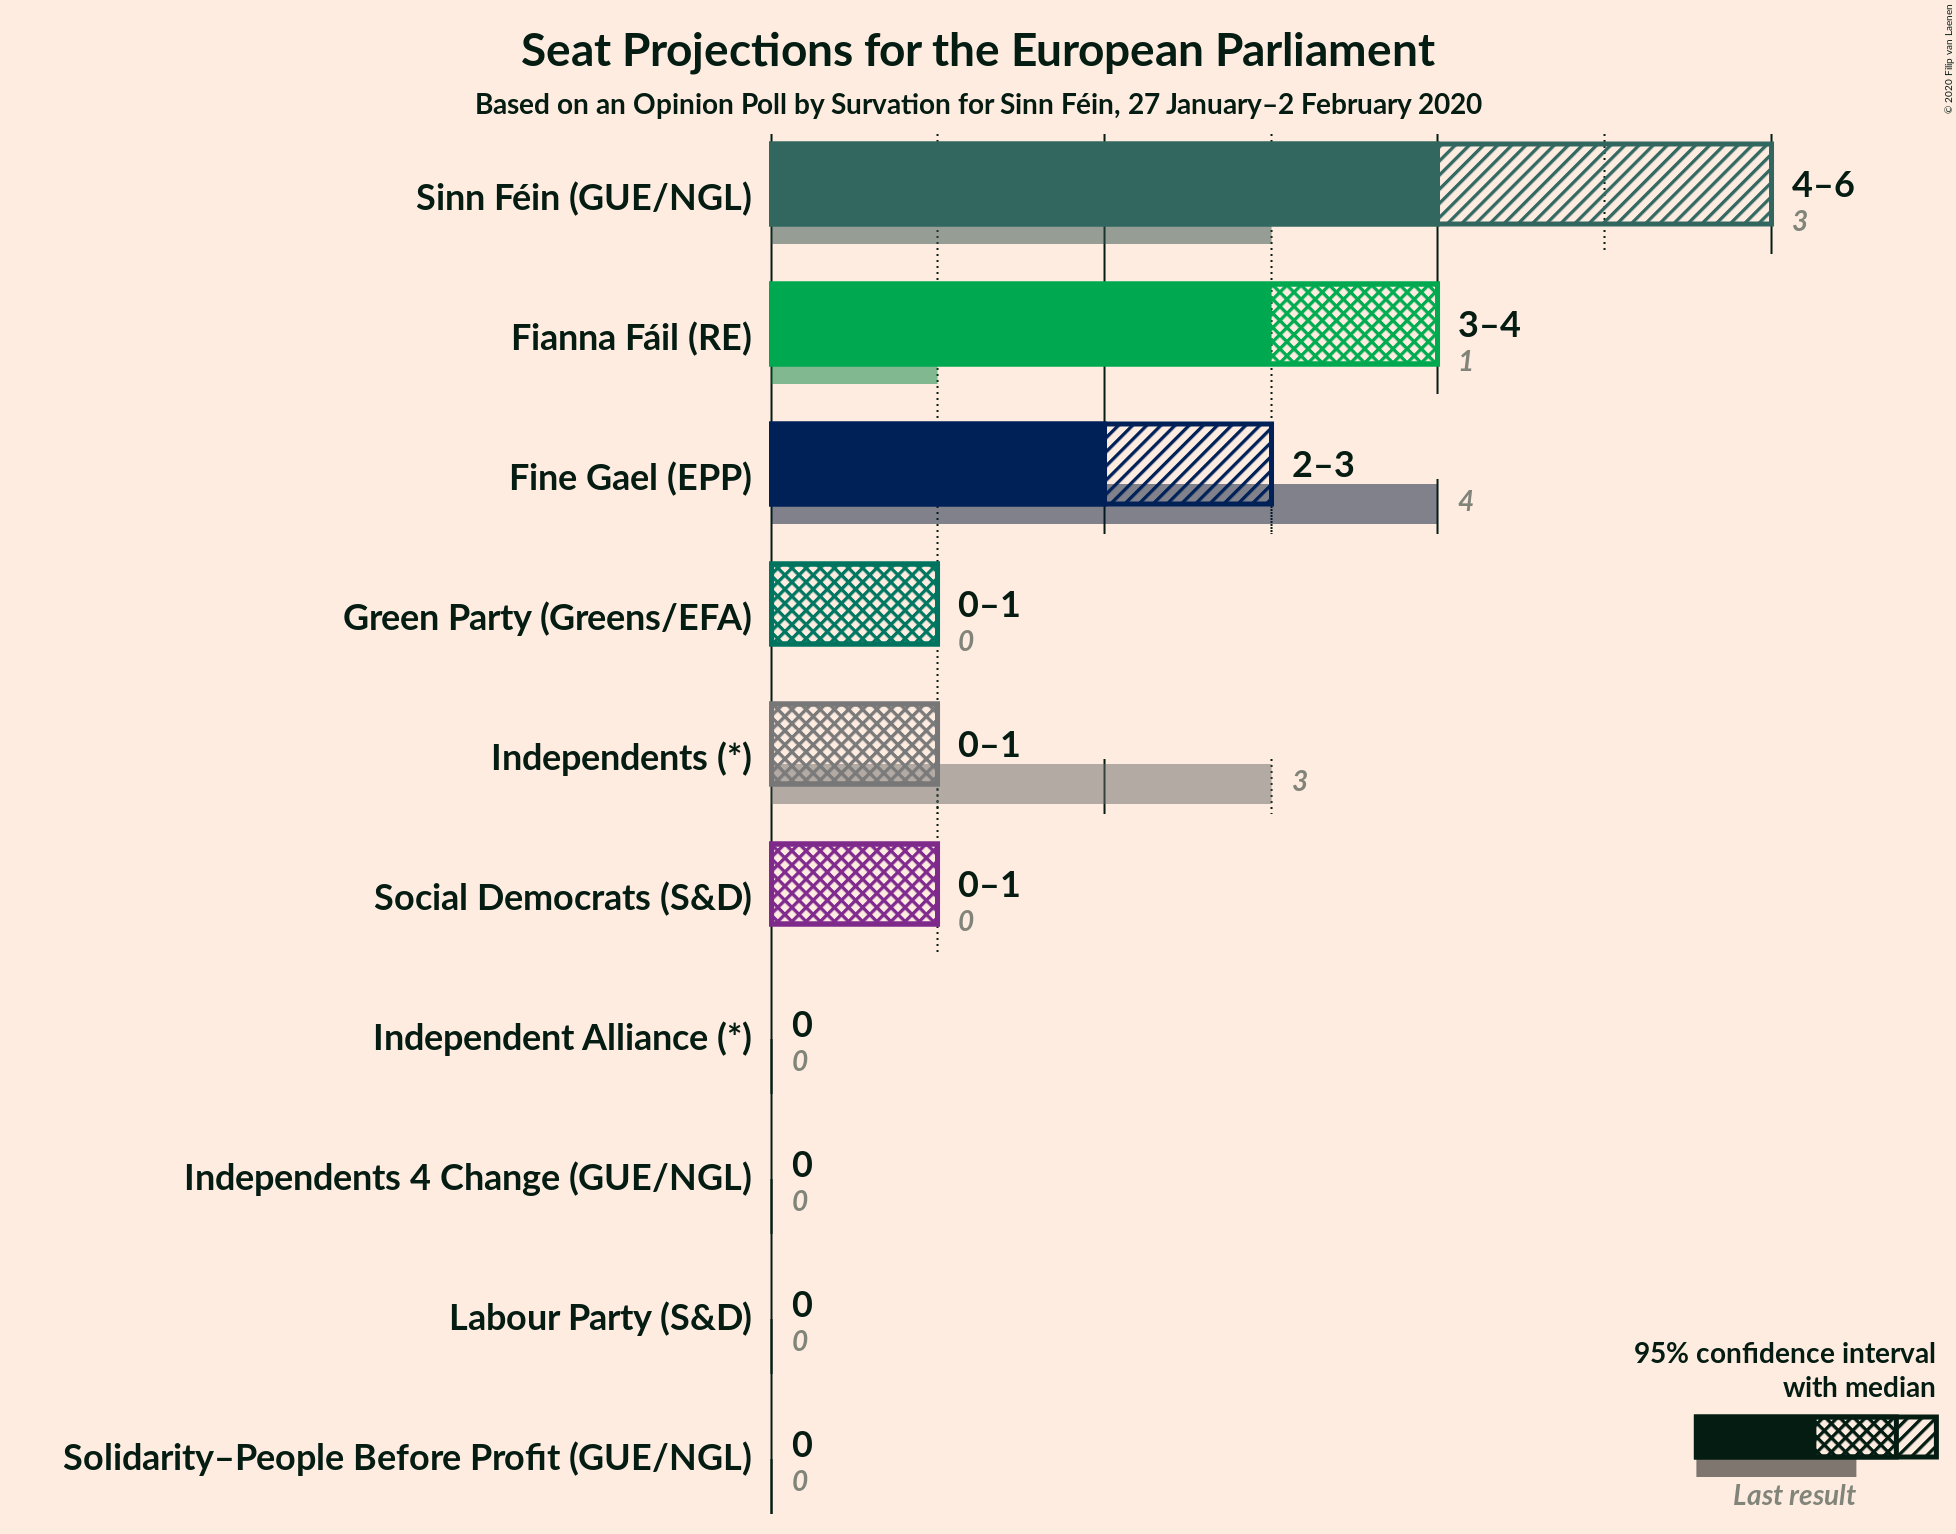 Seat Projections for the European Parliament
Based on an Opinion Poll by Survation for Sinn Féin, 27 January–2 February 2020
© 2020 Filip van Laenen
Sinn Féin (GUE/NGL)
4–6
3
Fianna Fáil (RE)
3–4
1
Fine Gael (EPP)
2–3
4
Green Party (Greens/EFA)
0–1
0
Independents (*)
0–1
3
Social Democrats (S&D)
0–1
0
Independent Alliance (*)
0
0
Independents 4 Change (GUE/NGL)
0
0
Labour Party (S&D)
0
0
Solidarity–People Before Profit (GUE/NGL)
0
0
95% confidence interval
with median
Last result